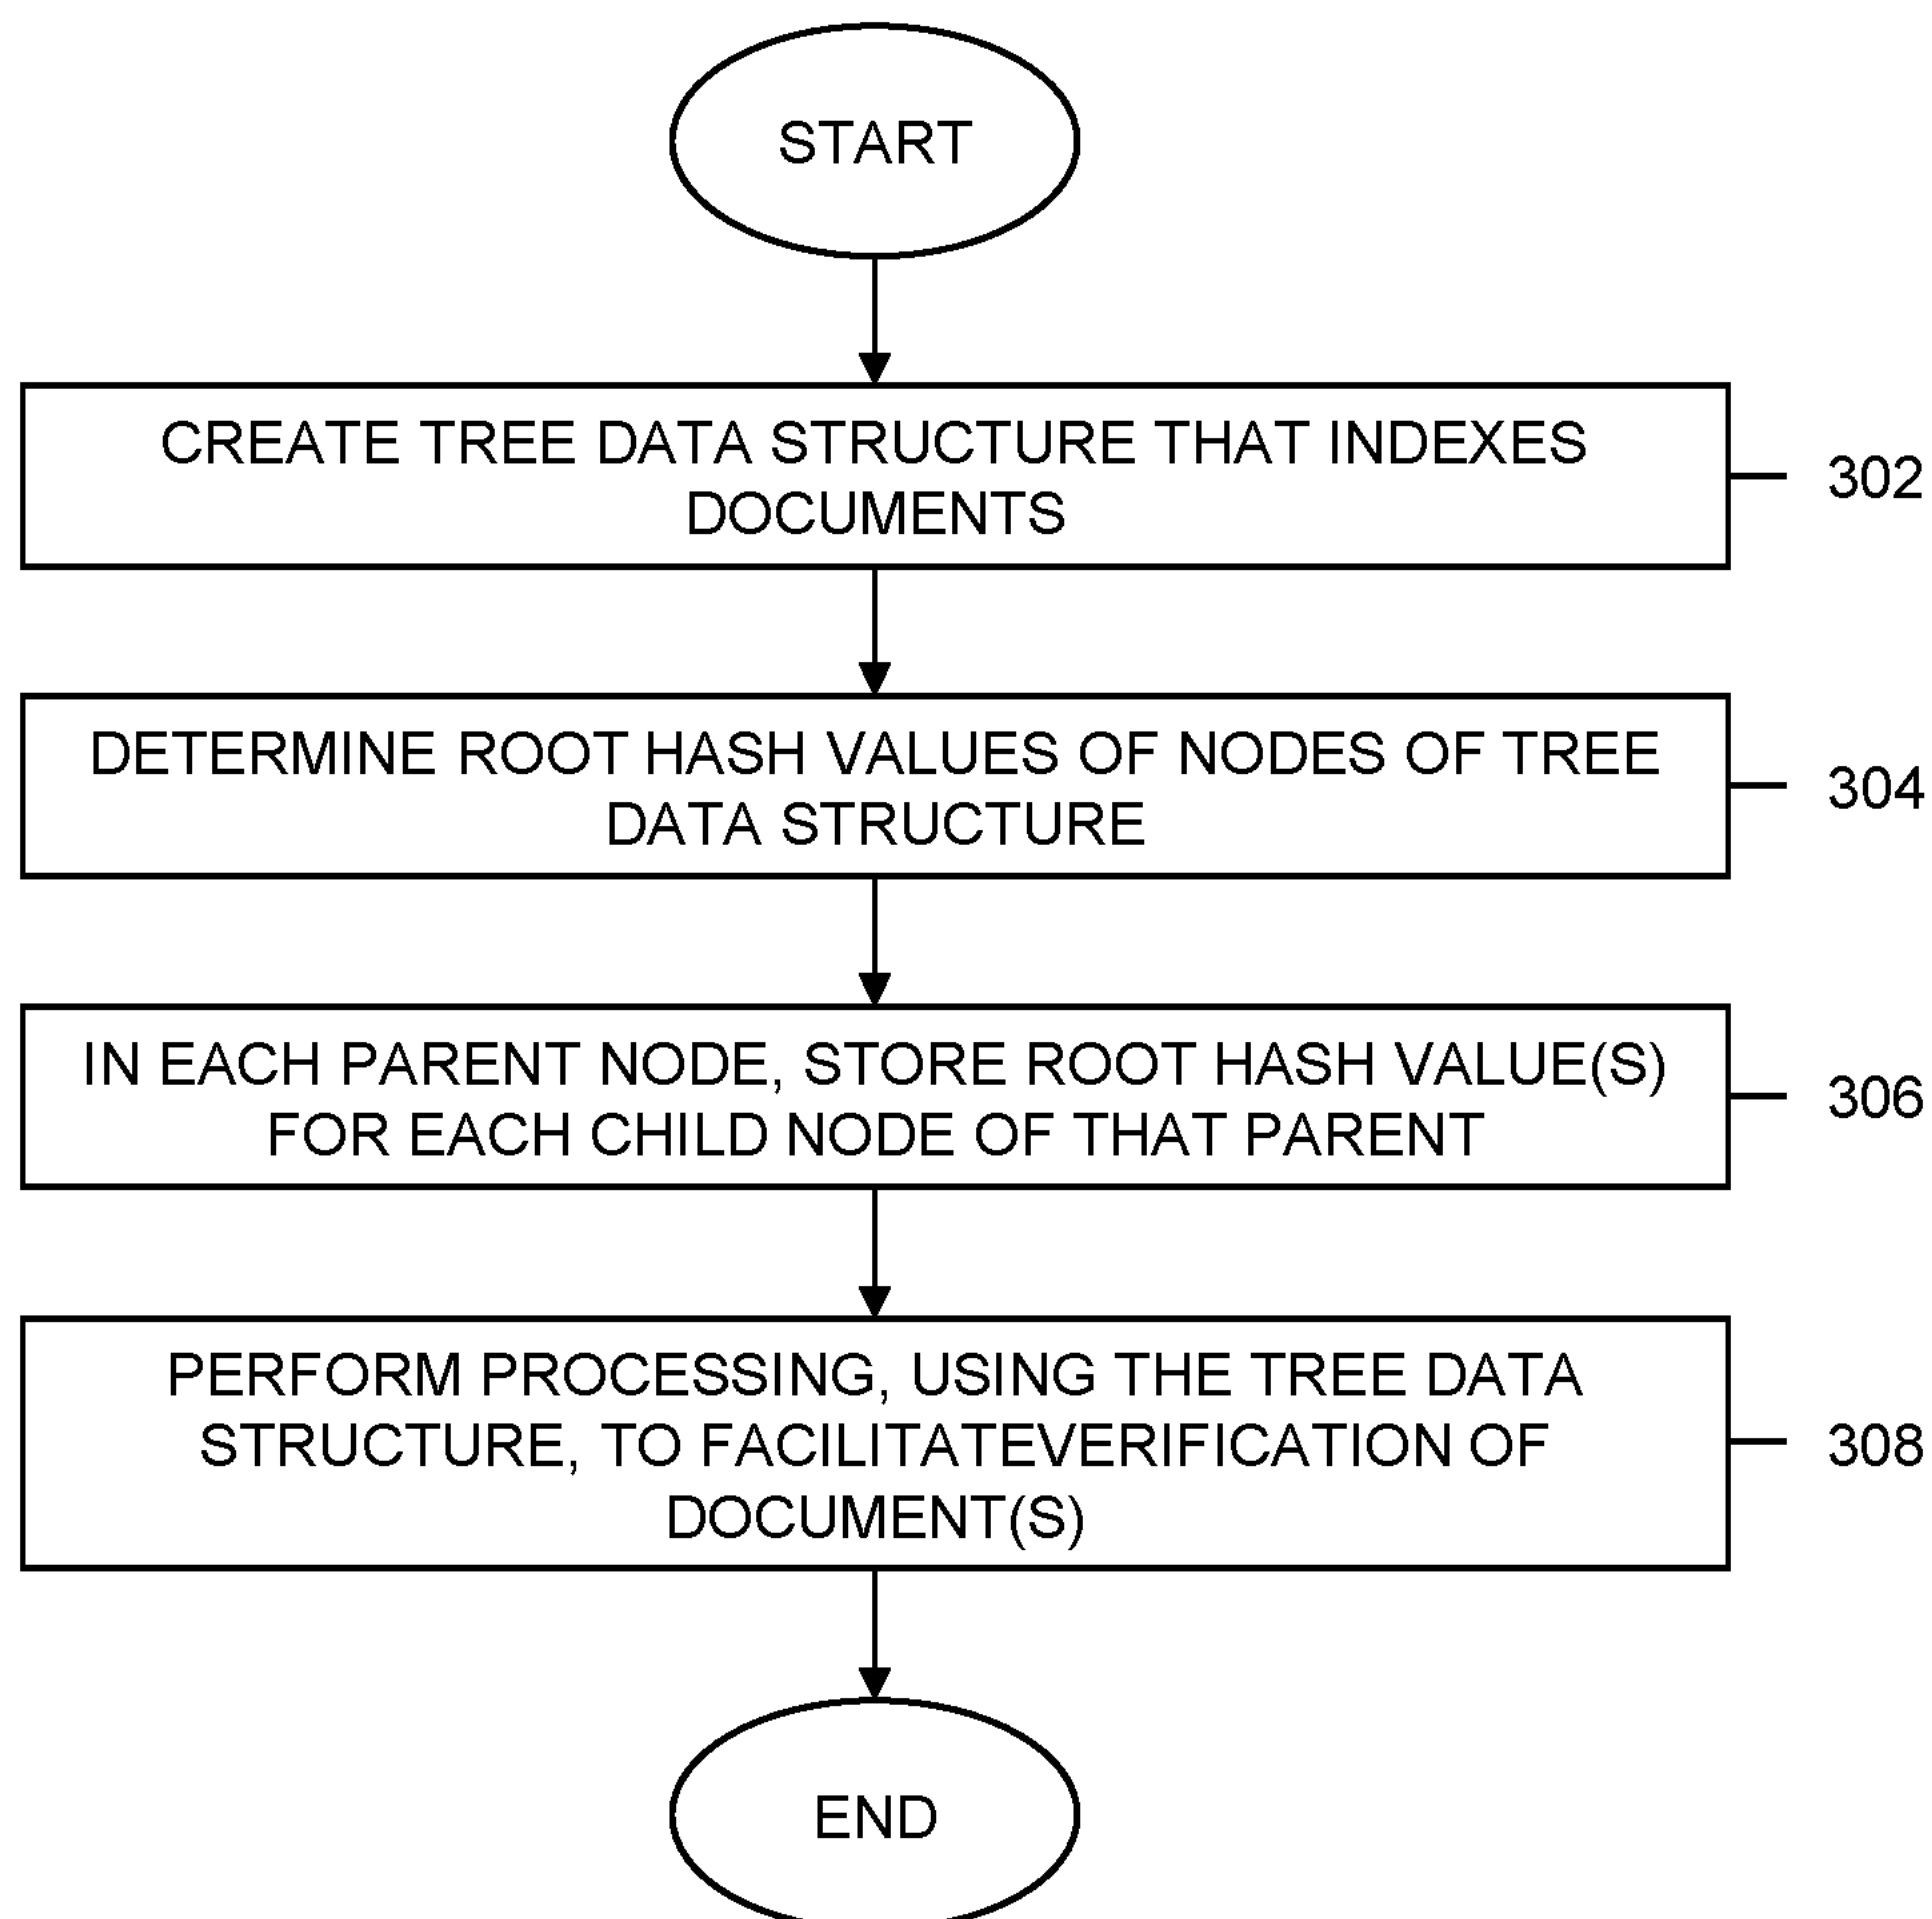 START
CREATE TREE DATA STRUCTURE THAT INDEXES
DOCUMENTS
302
DETERMINE ROOT HASH VALUES OF NODES OF TREE
DATA STRUCTURE
304
IN EACH PARENT NODE, STORE ROOT HASH VALUE(S)
FOR EACH CHILD NODE OF THAT PARENT
306
PERFORM PROCESSING, USING THE TREE DATA
STRUCTURE, TO FACILITATEVERIFICATION OF
DOCUMENT(S)
308
END